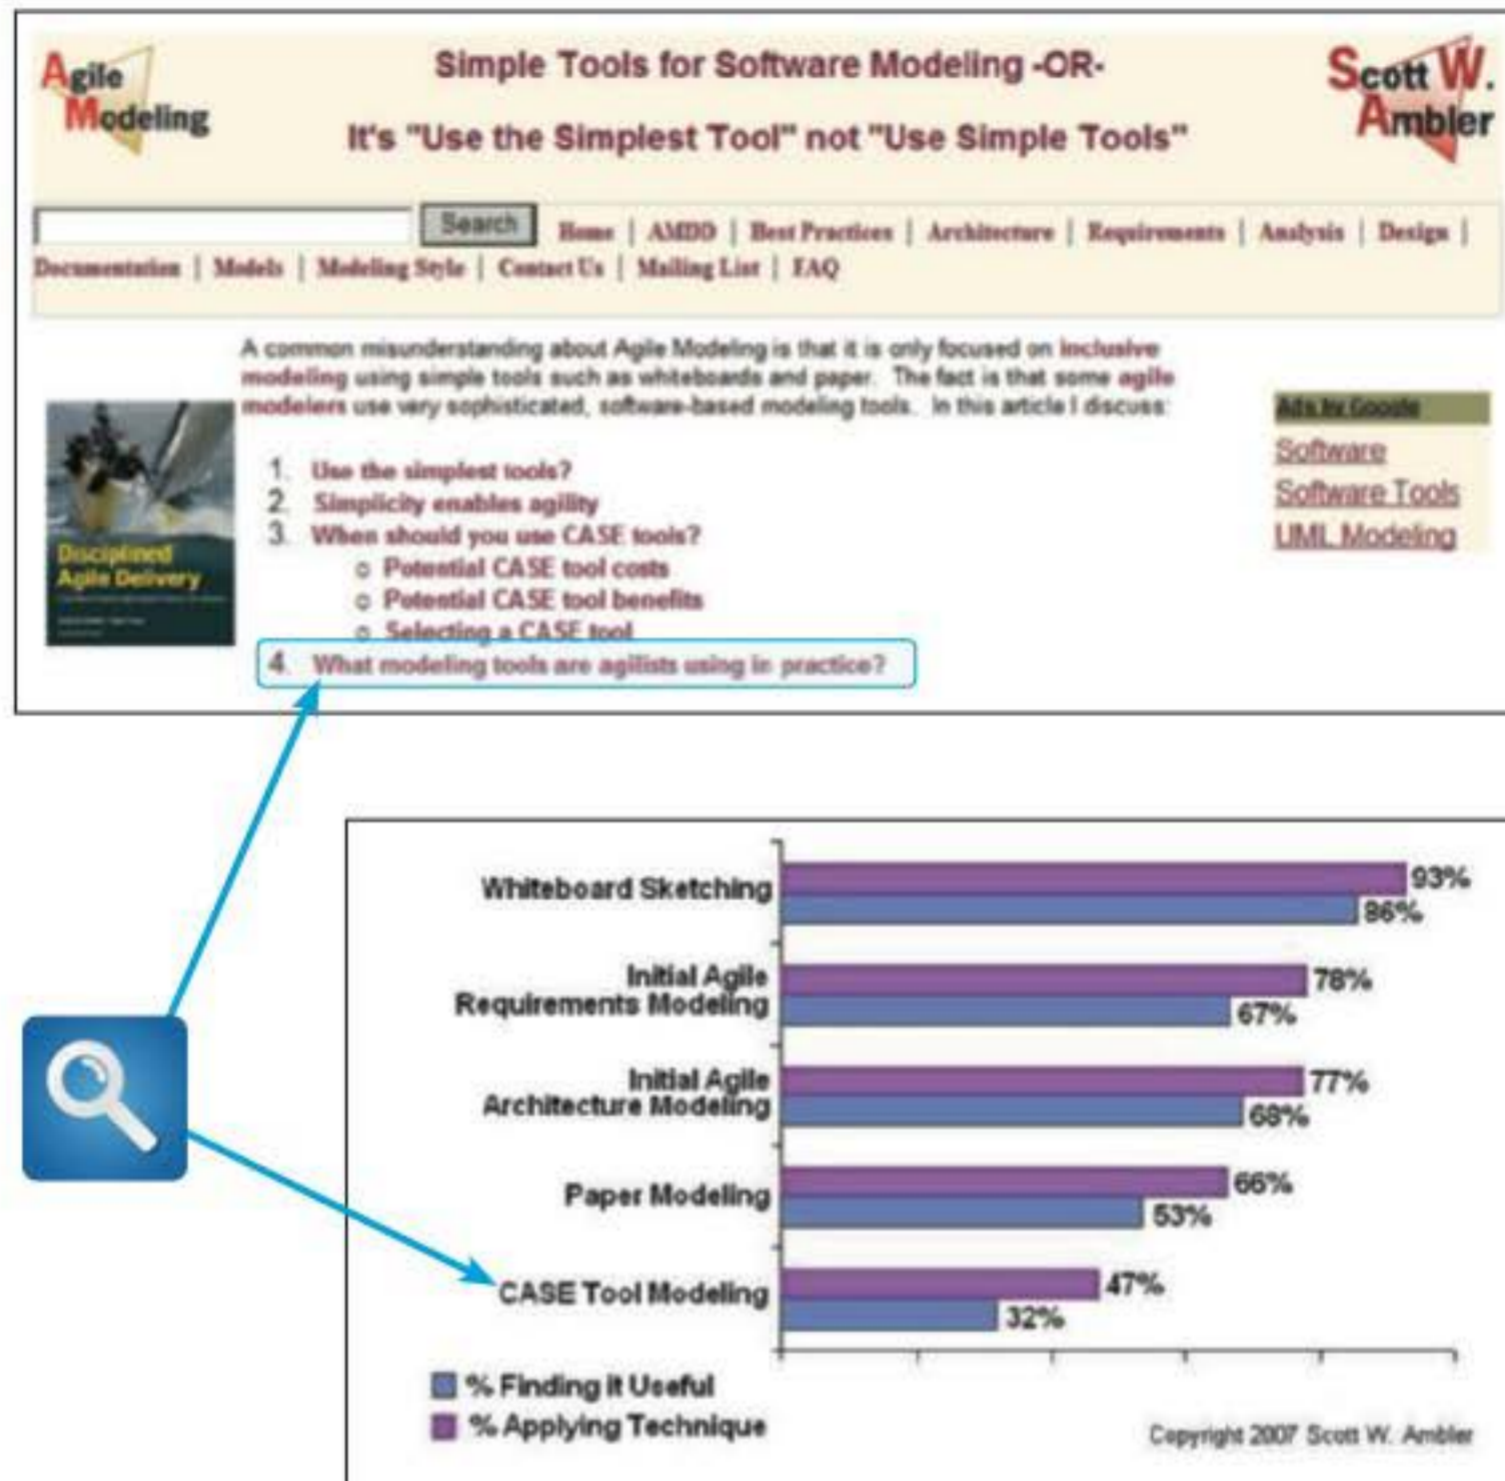 Agile
Modeling
Simple Tools for Software Modeling -OR-
It's "Use the Simplest Tool" not "Use Simple Tools"
Scott W.
Ambler
Search
Home | AMDD | Best Practices | Architecture | Requirements | Analysis | Design |
Documentation | Models | Modeling Style | Contact Us | Mailing List | FAQ
A common misunderstanding about Agile Modeling is that it is only focused on inclusive
modeling using simple tools such as whiteboards and paper. The fact is that some agile
modelers use very sophisticated, software-based modeling tools. In this article I discuss:
Disciplined
Agile Delivery
1. Use the simplest tools?
2. Simplicity enables agility
3. When should you use CASE tools?
o Potential CASE tool costs
o Potential CASE tool benefits
o Selecting a CASE tool
4. What modeling tools are agilists using in practice?
Ads by Google
Software
Software Tools
UML Modeling
Whiteboard Sketching
93%
86%
Initial Agile
Requirements Modeling
78%
67%
Initial Agile
Architecture Modeling
77%
68%
Paper Modeling
66%
53%
CASE Tool Modeling
47%
32%
% Finding it Useful
% Applying Technique
Copyright 2007 Scott W. Ambler